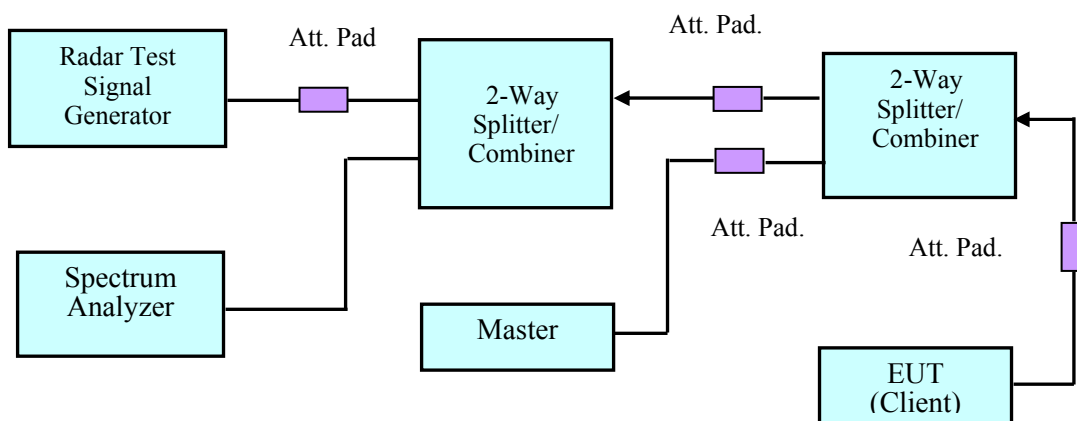 Att. Pad
Att. Pad.
Radar Test
Signal
Generator
2-Way
Splitter/
Combiner
2-Way
Splitter/
Combiner
Att. Pad.
Att. Pad.
Spectrum
Analyzer
Master
EUT
(Client)